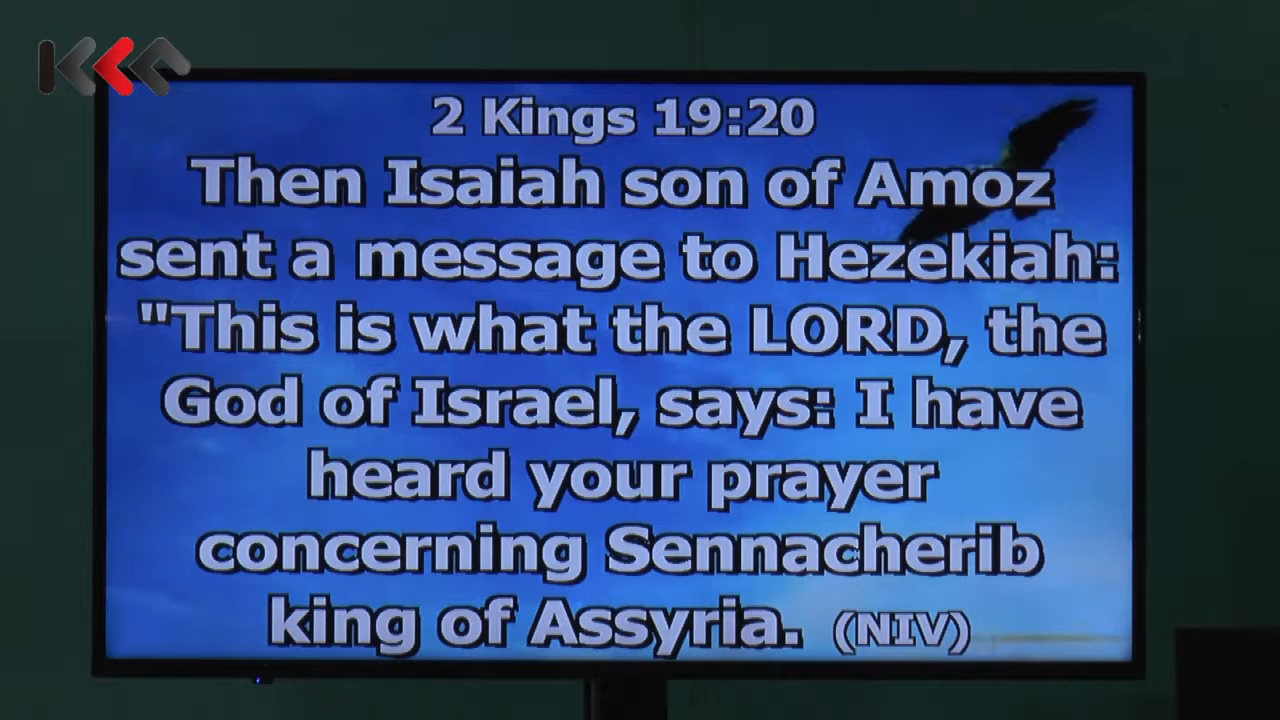 KCC
2 Kings 19:20
Then Isaiah son of Amoz
sent a message to Hezekiah:
"This is what the LORD, the
God of Israel, says: I have
heard your prayer
concerning Sennacherib
king of Assyria. (NIV)